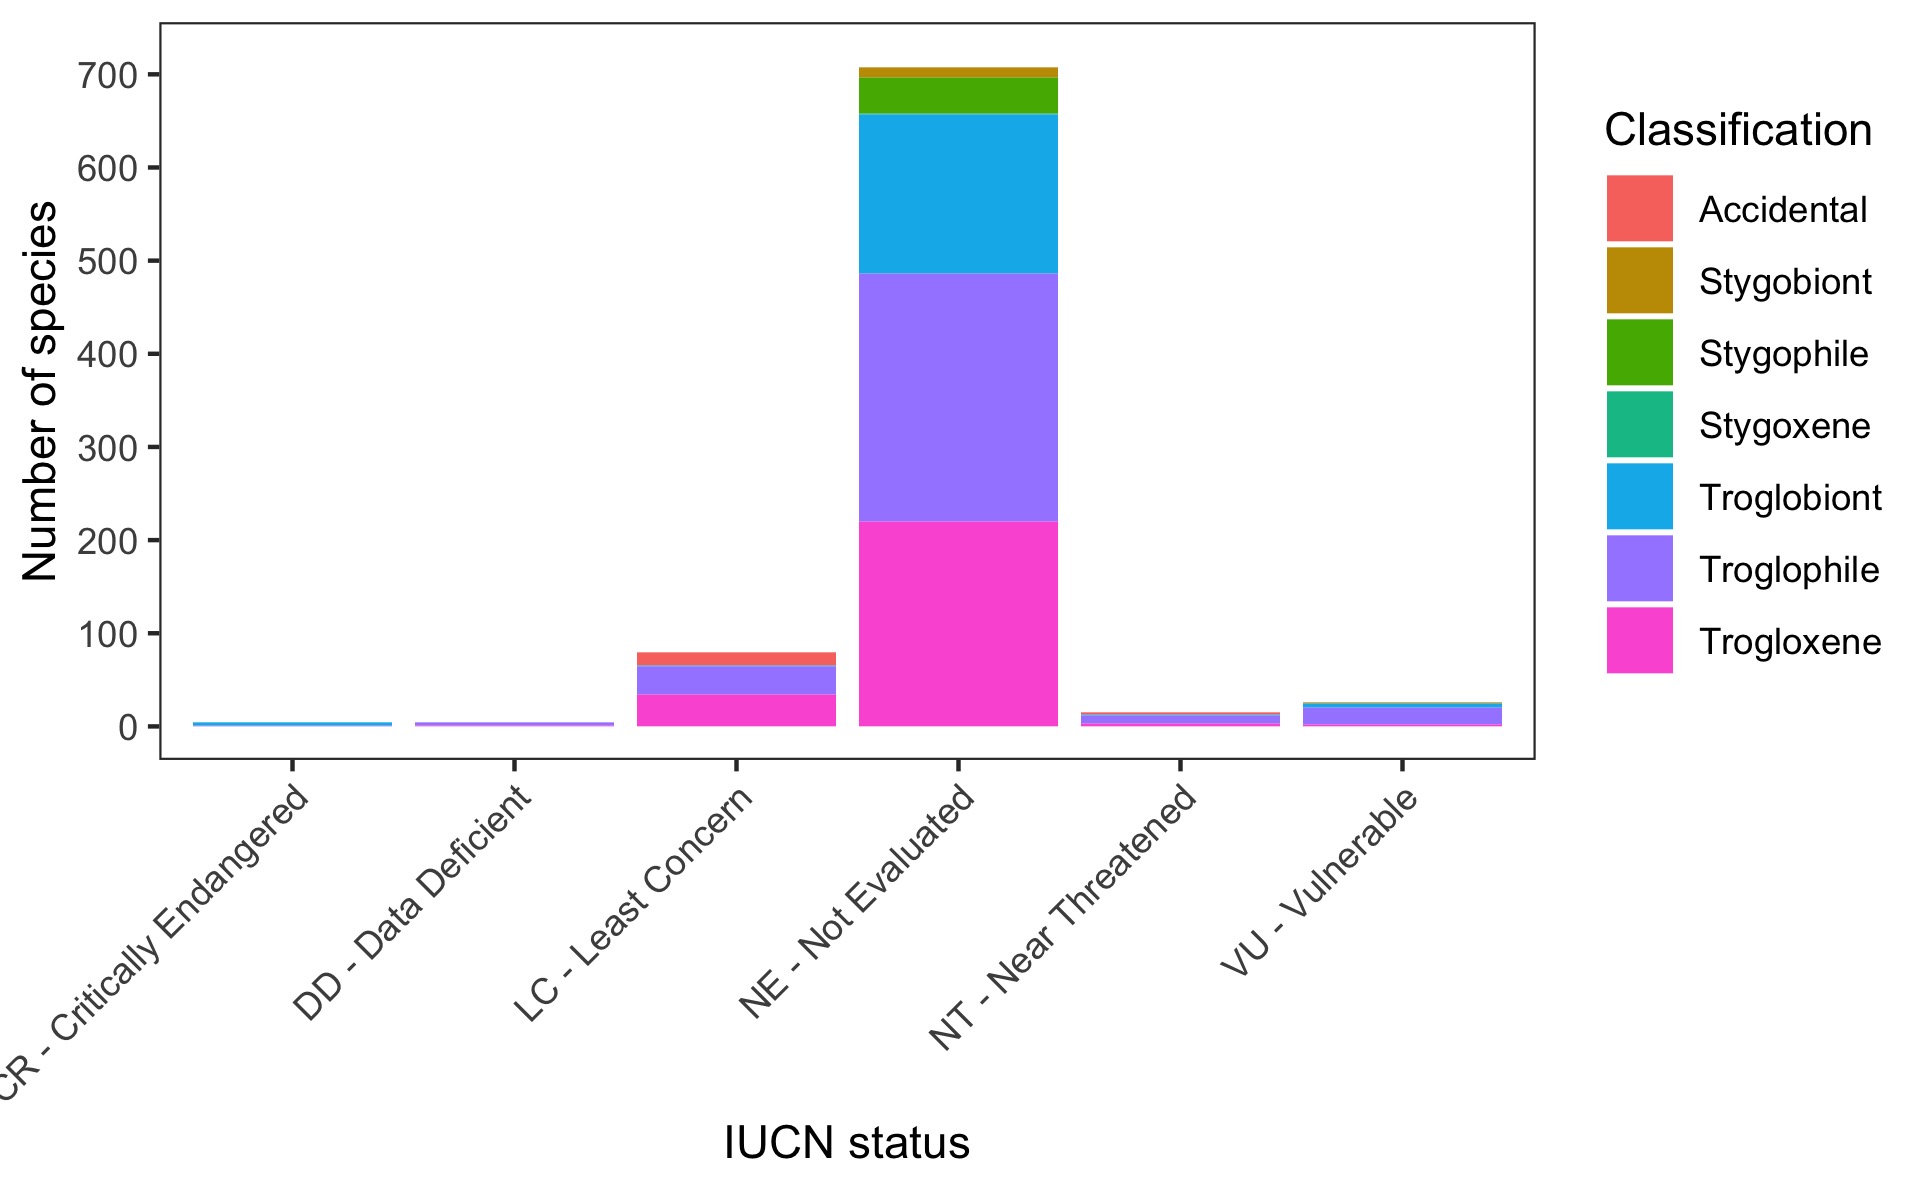 Number of species
700
600
500
400
300
200
100
0
CR - Critically Endangered
DD - Data Deficient
LC - Least Concern
NE - Not Evaluated
NT - Near Threatened
VU - Vulnerable
IUCN status
Classification
Accidental
Stygobiont
Stygophile
Stygoxene
Troglobiont
Troglophile
Trogloxene